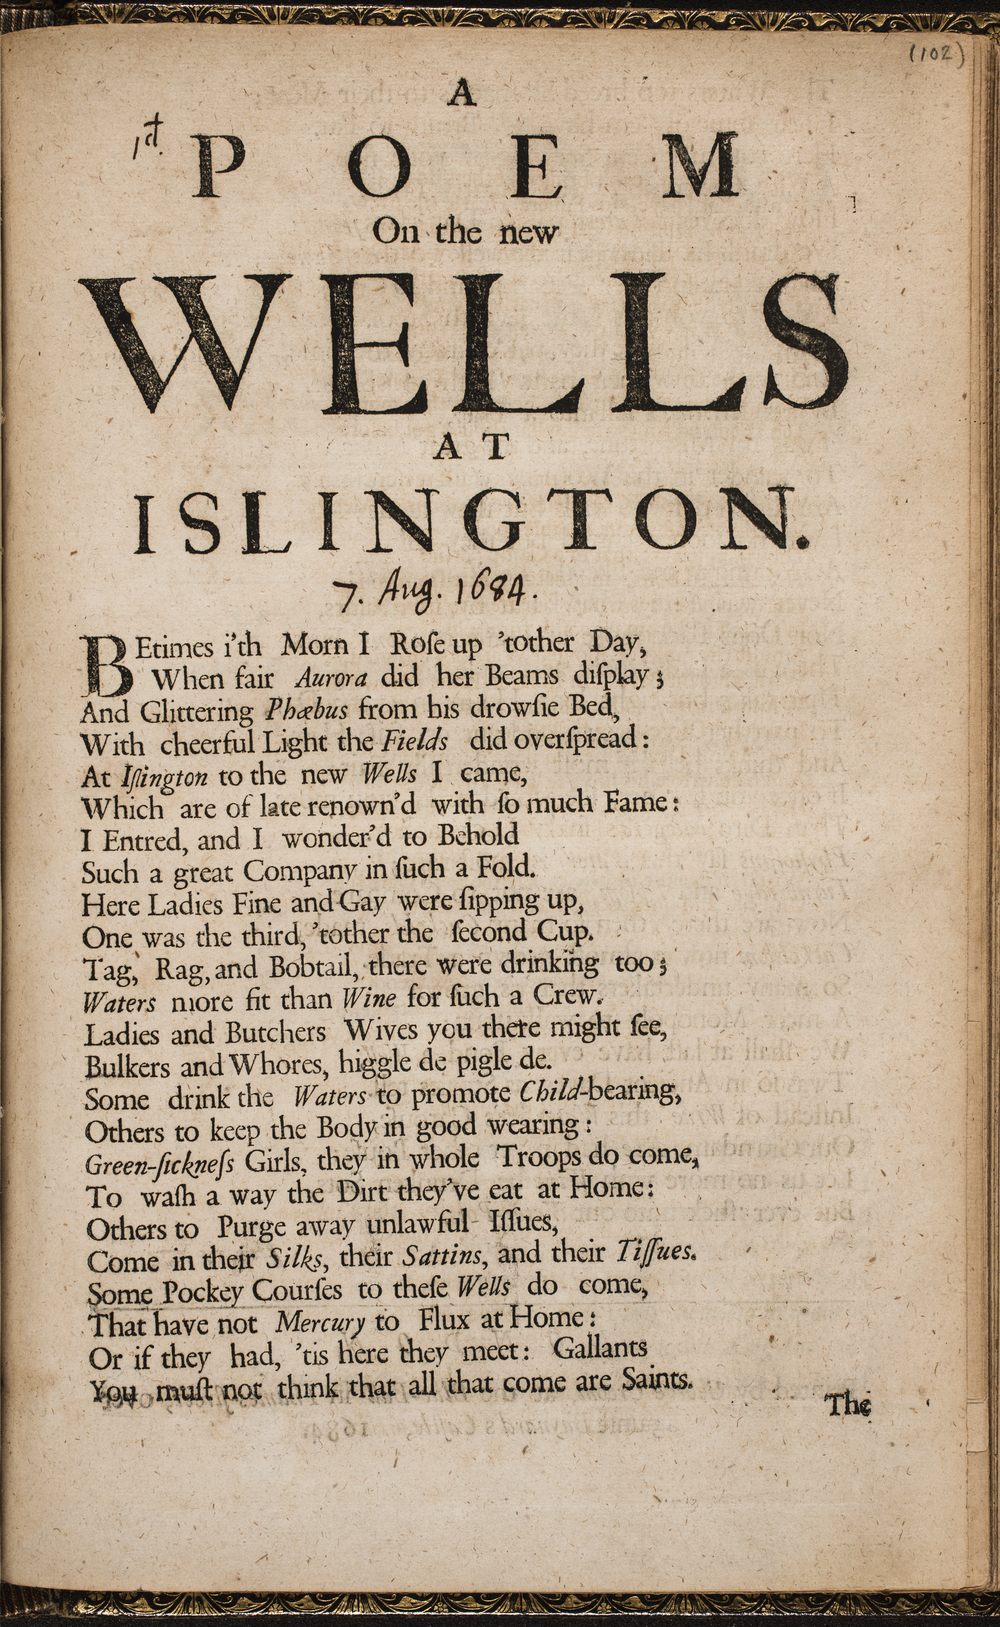 (102)
A
1st.
P O E M
On the new
WELLS
AT
ISLINGTON.
7. Aug. 1684.
BEtimes i'th Morn I Roſe up 'tother Day,
When fair Aurora did her Beams diſplay;
And Glittering Phœbus from his drowſie Bed,
With cheerful Light the Fields did overſpread:
At Iſlington to the new Wells I came,
Which are of late renown'd with ſo much Fame:
I Entred, and I wonder'd to Behold
Such a great Company in ſuch a Fold.
Here Ladies Fine and Gay were ſipping up,
One was the third, 'tother the ſecond Cup.
Tag, Rag, and Bobtail, there were drinking too;
Waters more fit than Wine for ſuch a Crew.
Ladies and Butchers Wives you there might ſee,
Bulkers and Whores, higgle de pigle de.
Some drink the Waters to promote Child-bearing,
Others to keep the Body in good wearing:
Green-ſickneſs Girls, they in whole Troops do come,
To waſh a way the Dirt they've eat at Home:
Others to Purge away unlawful Iſſues,
Come in their Silks, their Sattins, and their Tiſſues.
Some Pockey Courſes to theſe Wells do come,
That have not Mercury to Flux at Home:
Or if they had, 'tis here they meet: Gallants
You muſt not think that all that come are Saints.
The